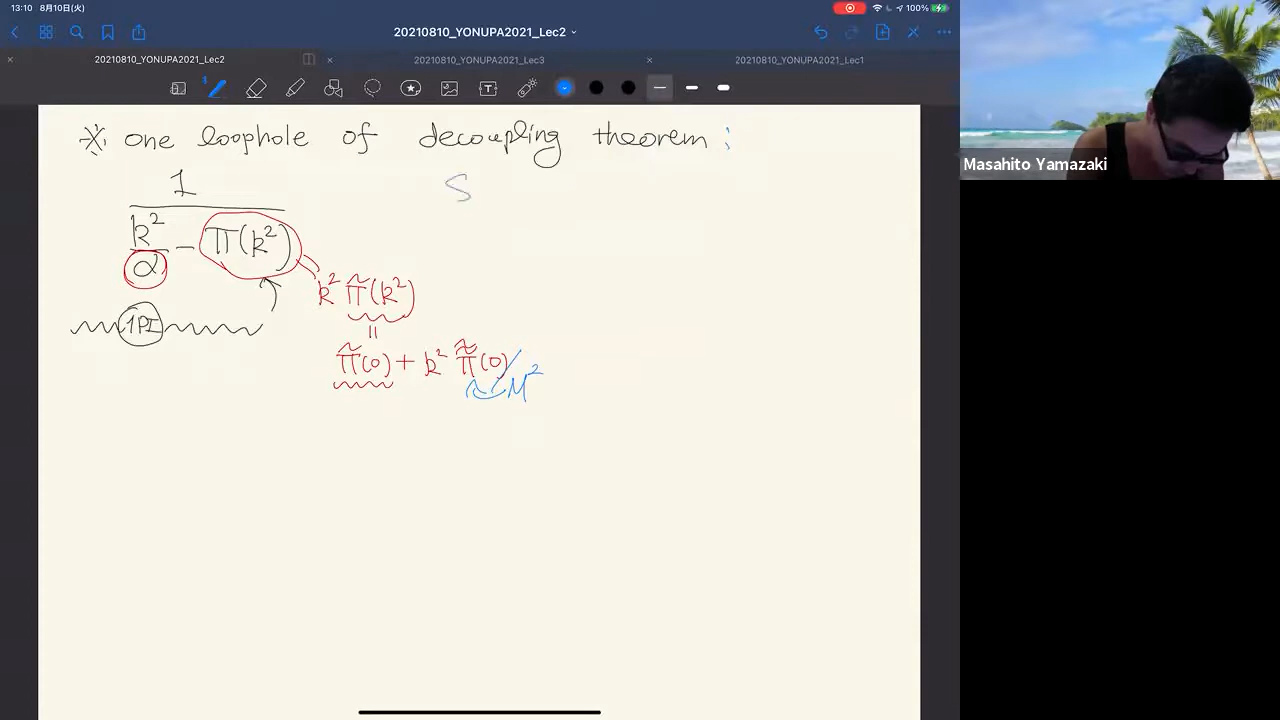 13:10 8月10日(火)
100%
20210810_YONUPA2021_Lec2
20210810_YONUPA2021_Lec2
20210810_YONUPA2021_Lec3
20210810_YONUPA2021_Lec1
Masahito Yamazaki
※ one loophole of decoupling theorem :
S
1
k² / α − Π(k²)
k² Π̃(k²)
1PI
=
Π̃(0) + k² Π̃̃(0) / M²